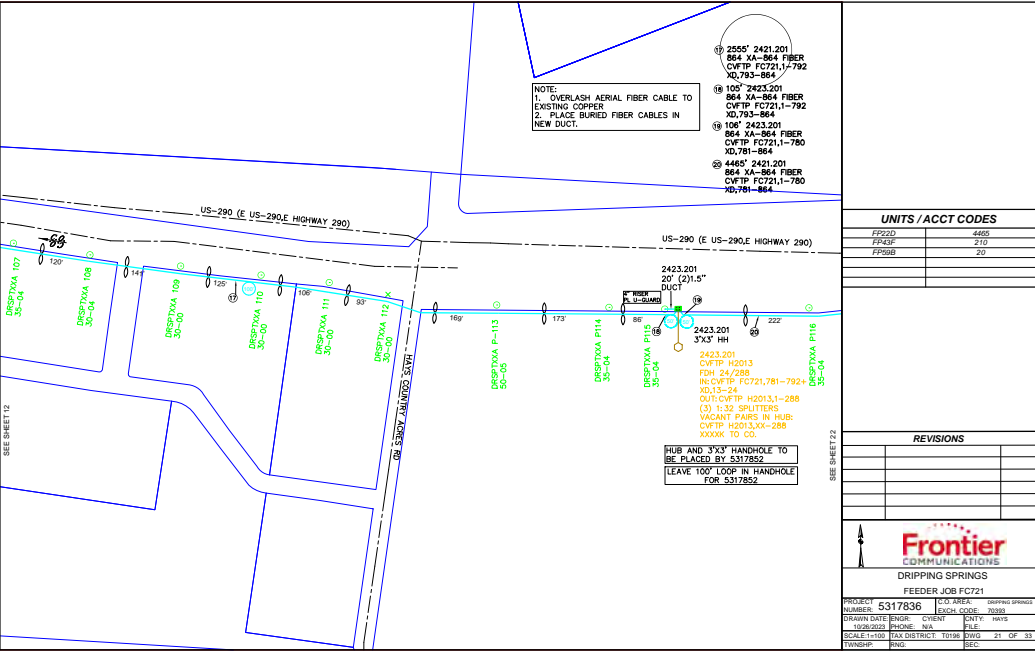 NOTE:
1. OVERLASH AERIAL FIBER CABLE TO
EXISTING COPPER
2. PLACE BURIED FIBER CABLES IN
NEW DUCT.
17 2555' 2421.201
864 XA-864 FIBER
CVFTP FC721,1-792
XD,793-864
18 105' 2423.201
864 XA-864 FIBER
CVFTP FC721,1-792
XD,793-864
19 106' 2423.201
864 XA-864 FIBER
CVFTP FC721,1-780
XD,781-864
20 4465' 2421.201
864 XA-864 FIBER
CVFTP FC721,1-780
XD,781-864
US-290 (E US-290,E HIGHWAY 290)
US-290 (E US-290,E HIGHWAY 290)
120'
141'
125'
106'
93'
169'
173'
86'
222'
17
18
19
20
DRSPTXXA 107
35-04
DRSPTXXA 108
30-04
DRSPTXXA 109
30-00
DRSPTXXA 110
30-00
DRSPTXXA 111
30-00
DRSPTXXA 112
30-00
DRSPTXXA P-113
50-05
DRSPTXXA P114
35-04
DRSPTXXA P115
35-04
DRSPTXXA P116
35-04
HAYS COUNTRY ACRES RD
2423.201
20' (2)1.5"
DUCT
4" RISER
PL U-GUARD
2423.201
3'X3' HH
2423.201
CVFTP H2013
FDH 24/288
IN:CVFTP FC721,781-792+
XD,13-24
OUT:CVFTP H2013,1-288
(3) 1:32 SPLITTERS
VACANT PAIRS IN HUB:
CVFTP H2013,XX-288
XXXXX TO CO.
HUB AND 3'X3' HANDHOLE TO
BE PLACED BY 5317852
LEAVE 100' LOOP IN HANDHOLE
FOR 5317852
SEE SHEET 12
SEE SHEET 22
UNITS / ACCT CODES
FP22D 4465
FP43F 210
FP59B 20
REVISIONS
Frontier
COMMUNICATIONS
DRIPPING SPRINGS
FEEDER JOB FC721
PROJECT NUMBER: 5317836
C.O. AREA: DRIPPING SPRINGS
EXCH. CODE: 70393
DRAWN DATE: 10/26/2023
ENGR: CYIENT
CNTY: HAYS
PHONE: N/A
FILE:
SCALE:1=100 TAX DISTRICT: T0196 DWG 21 OF 33
TWNSHP: RNG: SEC: